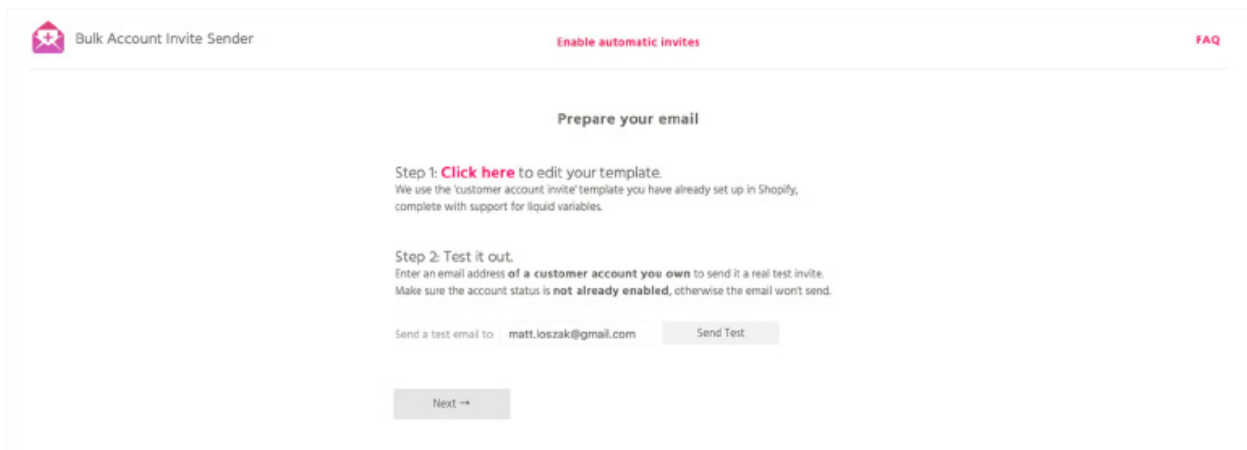 Bulk Account Invite Sender
Enable automatic invites
FAQ
Prepare your email
Step 1: Click here to edit your template.
We use the 'customer account invite' template you have already set up in Shopify,
complete with support for liquid variables.
Step 2: Test it out.
Enter an email address of a customer account you own to send it a real test invite.
Make sure the account status is not already enabled, otherwise the email won't send.
Send a test email to matt.loszak@gmail.com Send Test
Next →